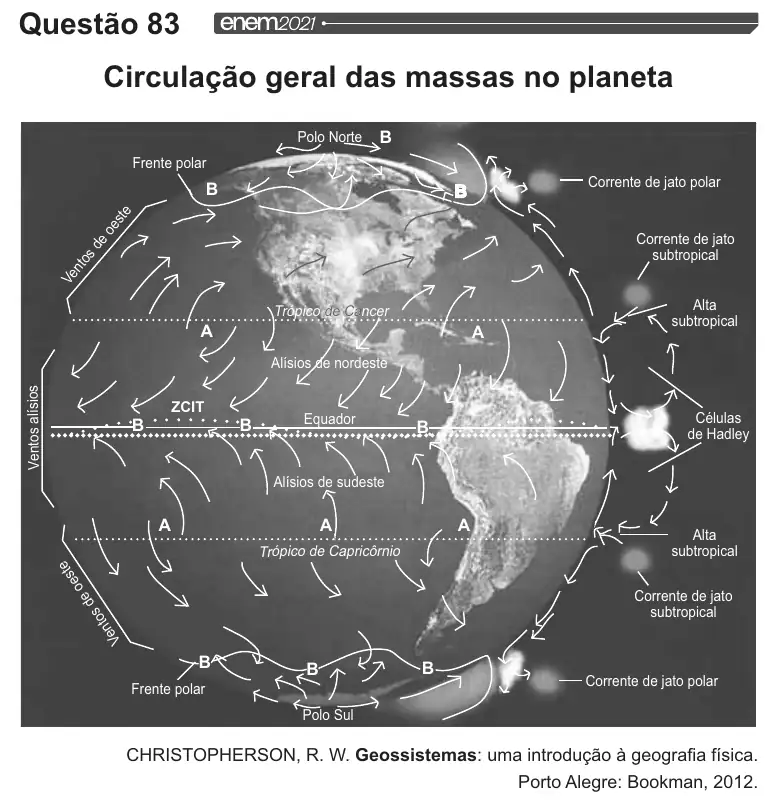 Questão 83
enem2021
Circulação geral das massas no planeta
Polo Norte
B
Frente polar
B
B
Corrente de jato polar
Ventos de oeste
Corrente de jato
subtropical
Trópico de Cancer
Alta
subtropical
A
A
Alísios de nordeste
Ventos alísios
ZCIT
Equador
B
B
B
Células
de Hadley
Alísios de sudeste
A
A
A
Alta
subtropical
Trópico de Capricôrnio
Ventos de oeste
Corrente de jato
subtropical
B
B
B
Frente polar
Corrente de jato polar
Polo Sul
CHRISTOPHERSON, R. W. Geossistemas: uma introdução à geografia física.
Porto Alegre: Bookman, 2012.